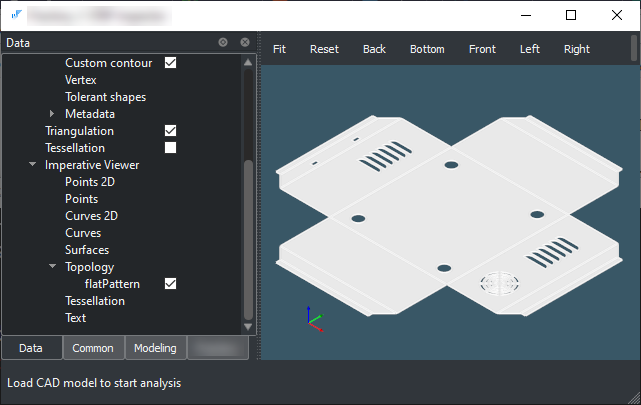 Data
Fit Reset Back Bottom Front Left Right
Custom contour
Vertex
Tolerant shapes
Metadata
Triangulation
Tessellation
Imperative Viewer
Points 2D
Points
Curves 2D
Curves
Surfaces
Topology
flatPattern
Tessellation
Text
Data Common Modeling
Load CAD model to start analysis